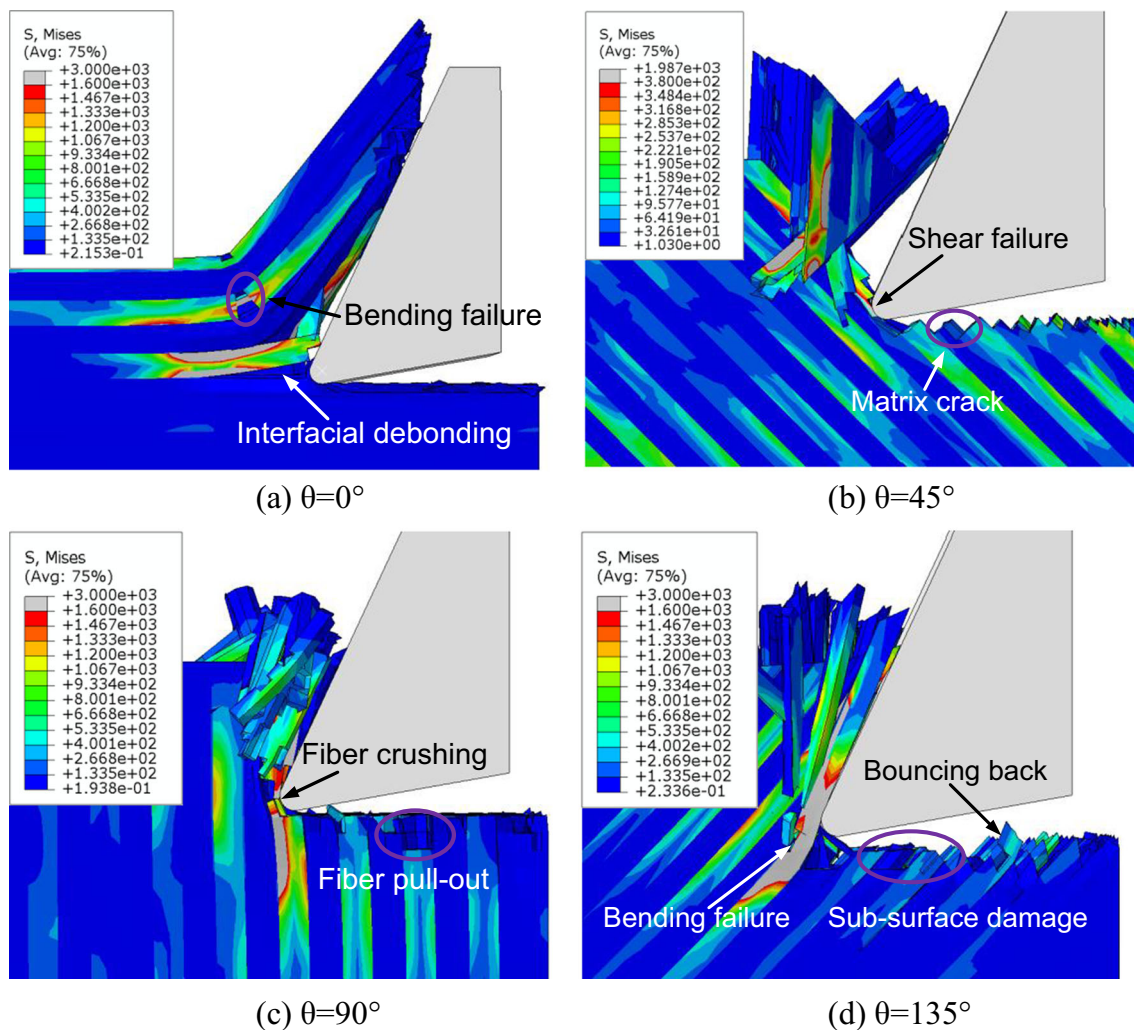 S, Mises
(Avg: 75%)
+3.000e+03
+1.600e+03
+1.467e+03
+1.333e+03
+1.200e+03
+1.067e+03
+9.334e+02
+8.001e+02
+6.668e+02
+5.335e+02
+4.002e+02
+2.668e+02
+1.335e+02
+2.153e-01
Bending failure
Interfacial debonding
(a) θ=0°
S, Mises
(Avg: 75%)
+1.987e+03
+3.800e+02
+3.484e+02
+3.168e+02
+2.853e+02
+2.537e+02
+2.221e+02
+1.905e+02
+1.589e+02
+1.274e+02
+9.577e+01
+6.419e+01
+3.261e+01
+1.030e+00
Shear failure
Matrix crack
(b) θ=45°
S, Mises
(Avg: 75%)
+3.000e+03
+1.600e+03
+1.467e+03
+1.333e+03
+1.200e+03
+1.067e+03
+9.334e+02
+8.001e+02
+6.668e+02
+5.335e+02
+4.001e+02
+2.668e+02
+1.335e+02
+1.938e-01
Fiber crushing
Fiber pull-out
(c) θ=90°
S, Mises
(Avg: 75%)
+3.000e+03
+1.600e+03
+1.467e+03
+1.333e+03
+1.200e+03
+1.067e+03
+9.334e+02
+8.001e+02
+6.668e+02
+5.335e+02
+4.002e+02
+2.669e+02
+1.335e+02
+2.336e-01
Bouncing back
Bending failure
Sub-surface damage
(d) θ=135°